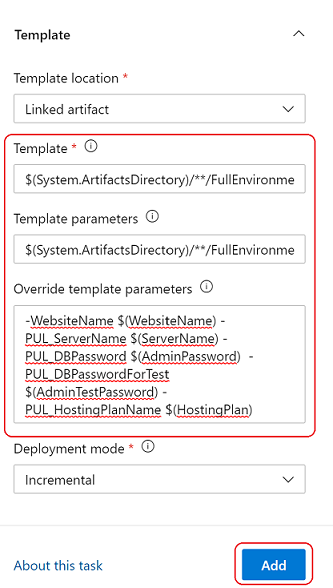 Template
Template location *
Linked artifact
Template *
$(System.ArtifactsDirectory)/**/FullEnvironme
Template parameters
$(System.ArtifactsDirectory)/**/FullEnvironme
Override template parameters
-WebsiteName $(WebsiteName) -
PUL_ServerName $(ServerName) -
PUL_DBPassword $(AdminPassword) -
PUL_DBPasswordForTest
$(AdminTestPassword) -
PUL_HostingPlanName $(HostingPlan)
Deployment mode *
Incremental
About this task
Add